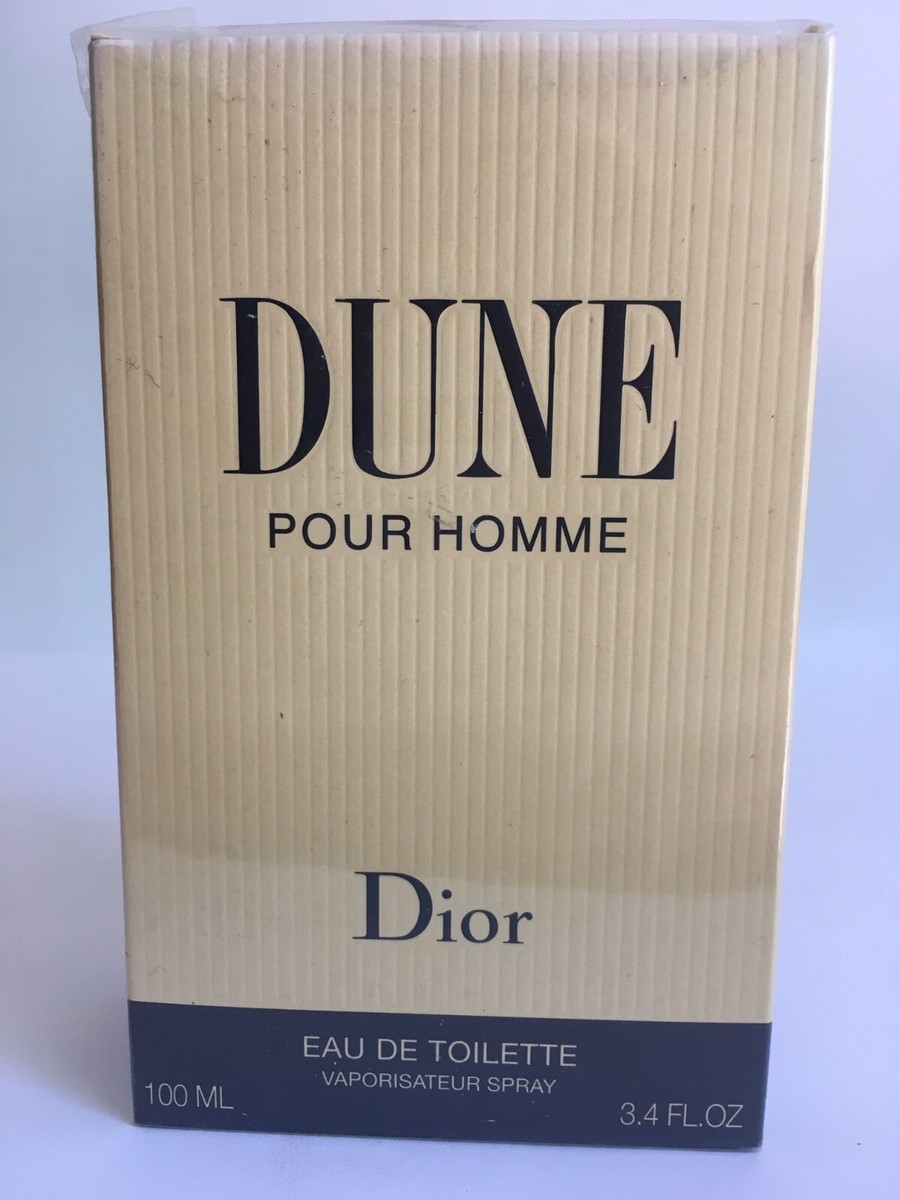 DUNE
POUR HOMME
Dior
EAU DE TOILETTE
VAPORISATEUR SPRAY
100 ML
3.4 FL.OZ